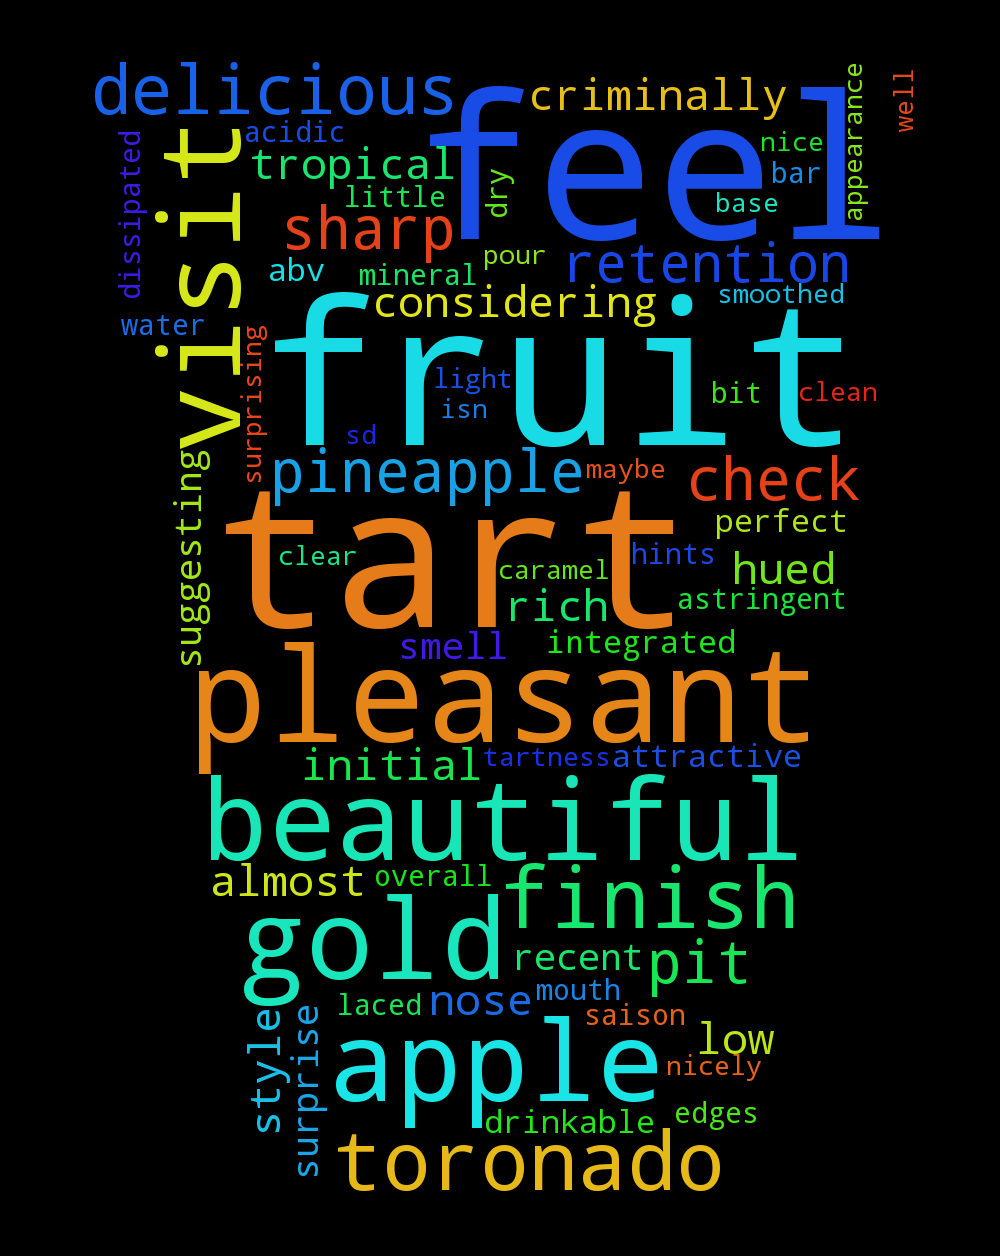 delicious
criminally
feel
appearance
well
visit
dissipated
acidic
tropical
nice
bar
little
dry
base
sharp
pour
retention
abv
mineral
considering
smoothed
water
fruit
surprising
light
isn
bit
clean
sd
pineapple
maybe
check
suggesting
tart
perfect
clear
caramel
hints
hued
rich
astringent
smell
integrated
pleasant
initial
tartness
attractive
beautiful
almost
overall
finish
gold
recent
pit
laced
nose
mouth
saison
style
surprise
apple
low
nicely
drinkable
edges
toronado